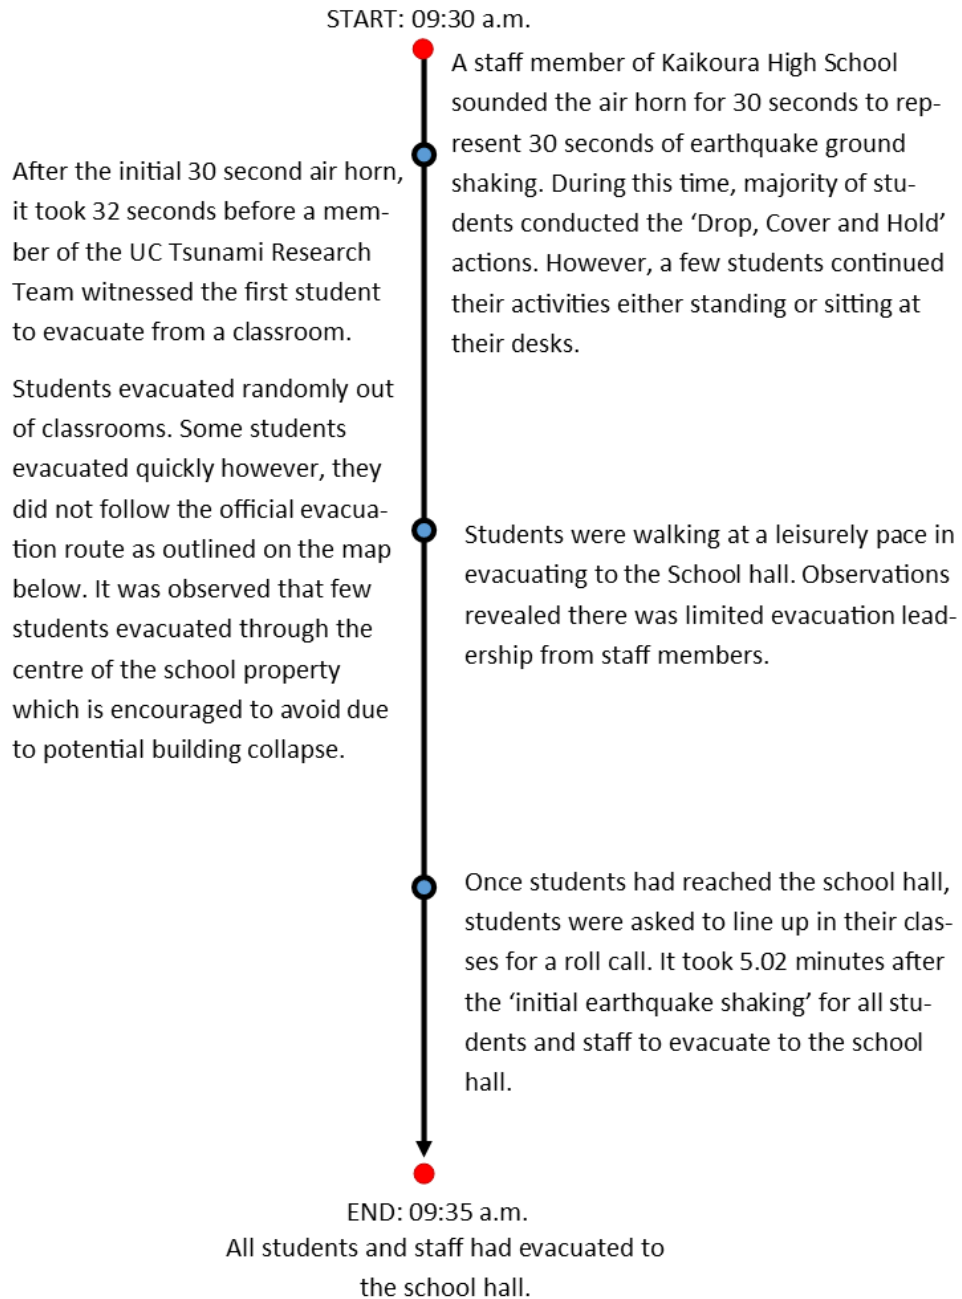 START: 09:30 a.m.
A staff member of Kaikoura High School
sounded the air horn for 30 seconds to rep-
resent 30 seconds of earthquake ground
shaking. During this time, majority of stu-
dents conducted the ‘Drop, Cover and Hold’
actions. However, a few students continued
their activities either standing or sitting at
their desks.
After the initial 30 second air horn,
it took 32 seconds before a mem-
ber of the UC Tsunami Research
Team witnessed the first student
to evacuate from a classroom.
Students evacuated randomly out
of classrooms. Some students
evacuated quickly however, they
did not follow the official evacua-
tion route as outlined on the map
below. It was observed that few
students evacuated through the
centre of the school property
which is encouraged to avoid due
to potential building collapse.
Students were walking at a leisurely pace in
evacuating to the School hall. Observations
revealed there was limited evacuation lead-
ership from staff members.
Once students had reached the school hall,
students were asked to line up in their clas-
ses for a roll call. It took 5.02 minutes after
the ‘initial earthquake shaking’ for all stu-
dents and staff to evacuate to the school
hall.
END: 09:35 a.m.
All students and staff had evacuated to
the school hall.